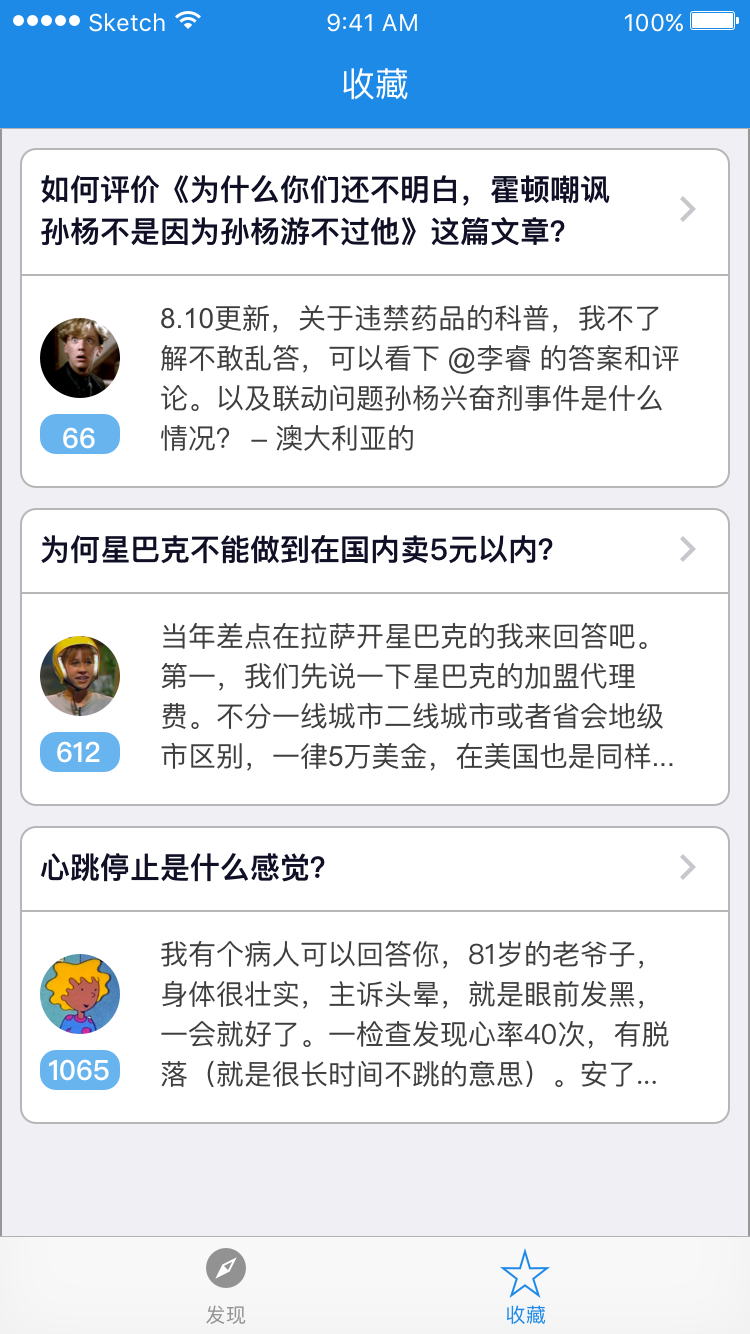 Sketch 9:41 AM 100%
收藏
如何评价《为什么你们还不明白，霍顿嘲讽
孙杨不是因为孙杨游不过他》这篇文章?
8.10更新，关于违禁药品的科普，我不了
解不敢乱答，可以看下 @李睿 的答案和评
论。以及联动问题孙杨兴奋剂事件是什么
情况？ – 澳大利亚的
66
为何星巴克不能做到在国内卖5元以内?
当年差点在拉萨开星巴克的我来回答吧。
第一，我们先说一下星巴克的加盟代理
费。不分一线城市二线城市或者省会地级
市区别，一律5万美金，在美国也是同样...
612
心跳停止是什么感觉?
我有个病人可以回答你，81岁的老爷子，
身体很壮实，主诉头晕，就是眼前发黑，
一会就好了。一检查发现心率40次，有脱
落（就是很长时间不跳的意思）。安了...
1065
发现
收藏